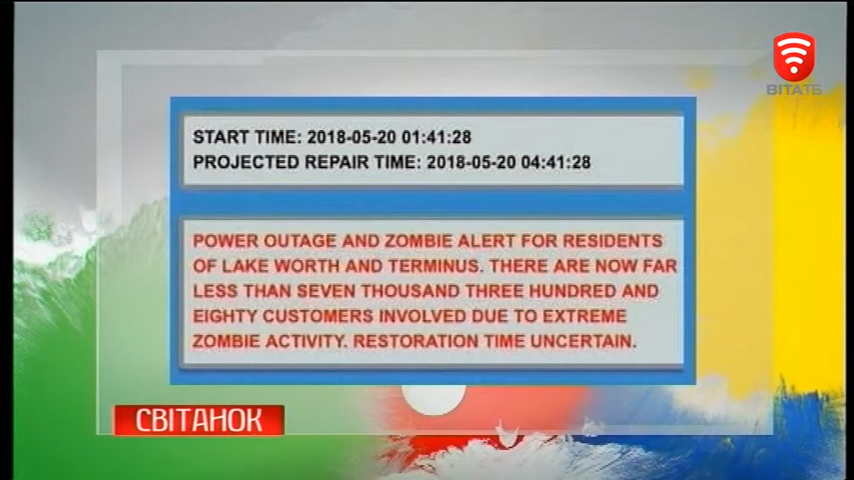 ВІТАТБ
START TIME: 2018-05-20 01:41:28
PROJECTED REPAIR TIME: 2018-05-20 04:41:28
POWER OUTAGE AND ZOMBIE ALERT FOR RESIDENTS
OF LAKE WORTH AND TERMINUS. THERE ARE NOW FAR
LESS THAN SEVEN THOUSAND THREE HUNDRED AND
EIGHTY CUSTOMERS INVOLVED DUE TO EXTREME
ZOMBIE ACTIVITY. RESTORATION TIME UNCERTAIN.
СВІТАНОК